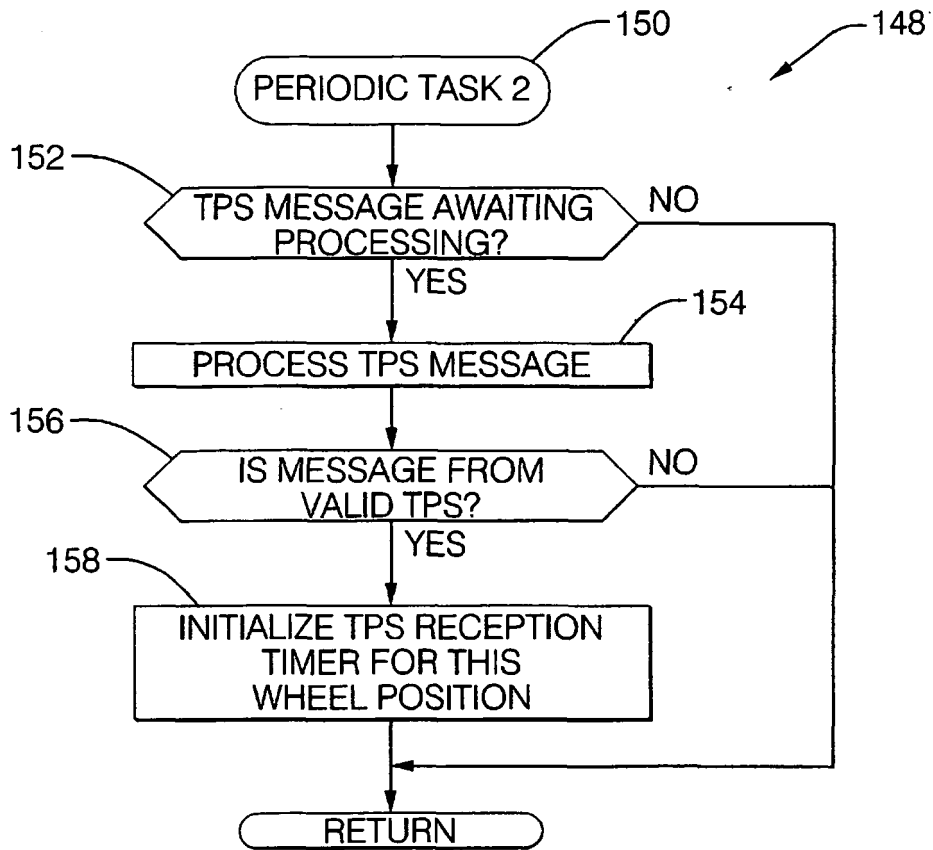 150
148
PERIODIC TASK 2
152
TPS MESSAGE AWAITING
PROCESSING?
NO
YES
154
PROCESS TPS MESSAGE
156
IS MESSAGE FROM
VALID TPS?
NO
YES
158
INITIALIZE TPS RECEPTION
TIMER FOR THIS
WHEEL POSITION
RETURN